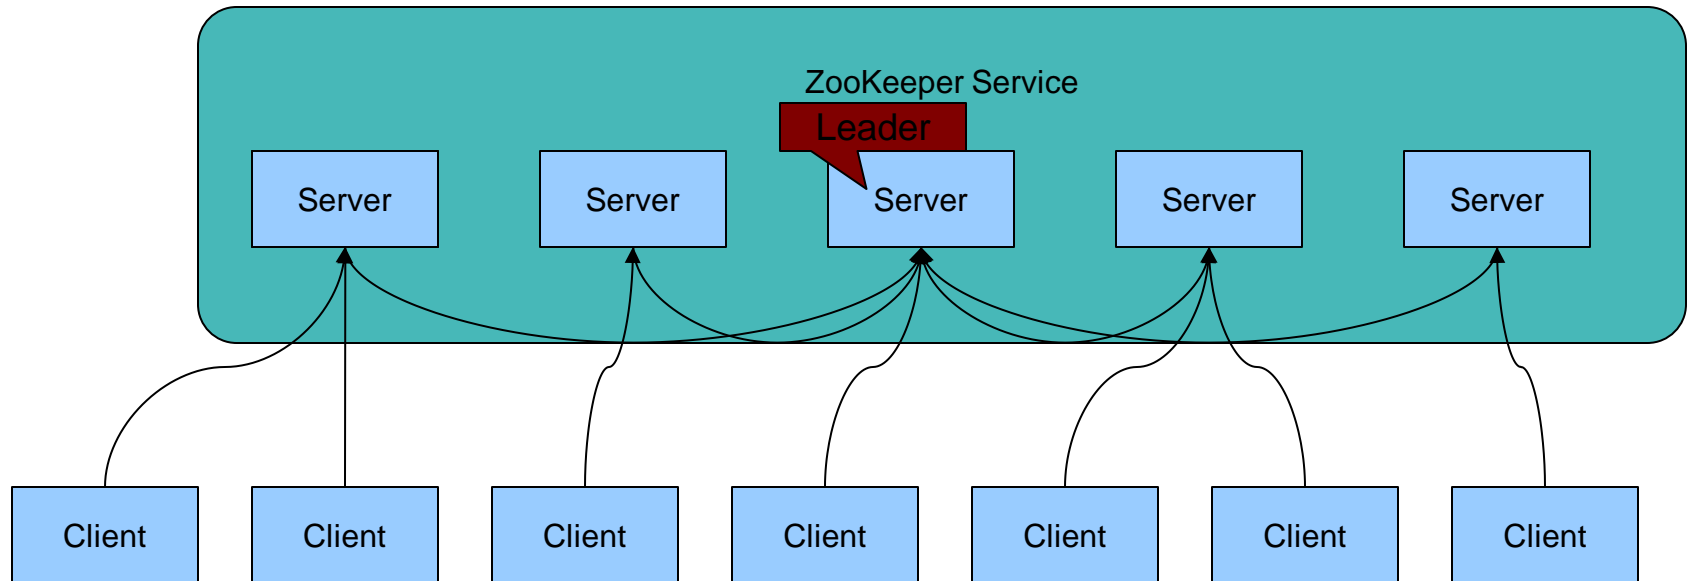 ZooKeeper Service
Leader
Server
Server
Server
Server
Server
Client
Client
Client
Client
Client
Client
Client